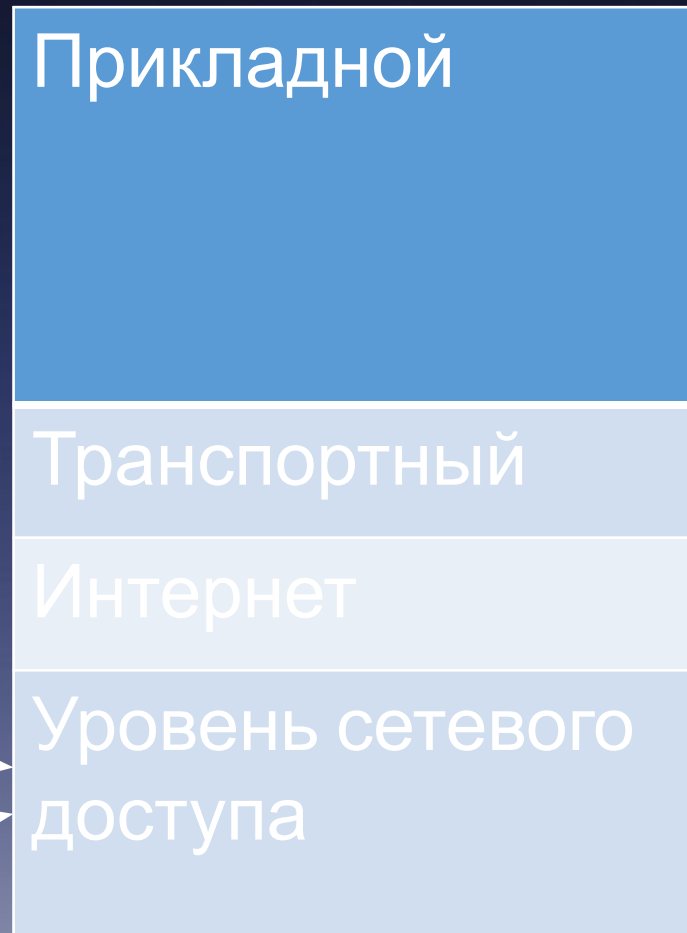 Прикладной
Транспортный
Интернет
Уровень сетевого
доступа